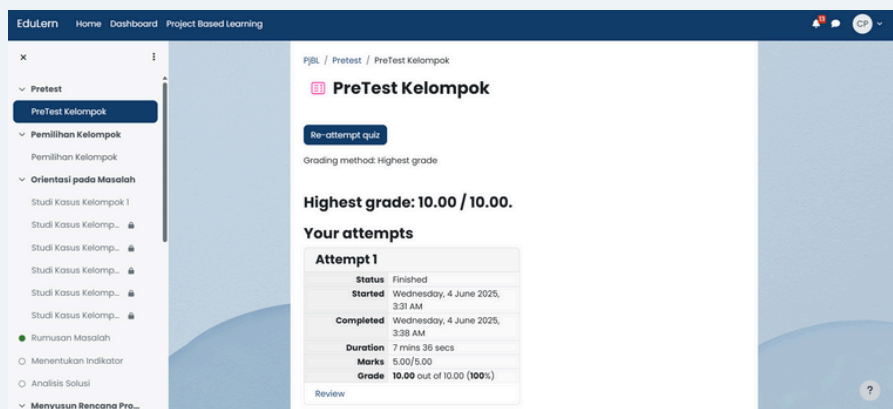 EduLern Home Dashboard Project Based Learning 13 CP
Pretest
PreTest Kelompok
Pemilihan Kelompok
Pemilihan Kelompok
Orientasi pada Masalah
Studi Kasus Kelompok 1
Studi Kasus Kelomp...
Studi Kasus Kelomp...
Studi Kasus Kelomp...
Studi Kasus Kelomp...
Studi Kasus Kelomp...
Rumusan Masalah
Menentukan Indikator
Analisis Solusi
Menyusun Rencana Pro...
PjBL / Pretest / PreTest Kelompok
PreTest Kelompok
Re-attempt quiz
Grading method: Highest grade
Highest grade: 10.00 / 10.00.
Your attempts
Attempt 1
Status Finished
Started Wednesday, 4 June 2025,
3:31 AM
Completed Wednesday, 4 June 2025,
3:38 AM
Duration 7 mins 36 secs
Marks 5.00/5.00
Grade 10.00 out of 10.00 (100%)
Review
?